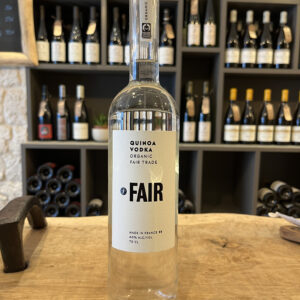 QUINOA
VODKA
ORGANIC
FAIR TRADE
FAIR
MADE IN FRANCE
40% ALC/VOL
70 CL